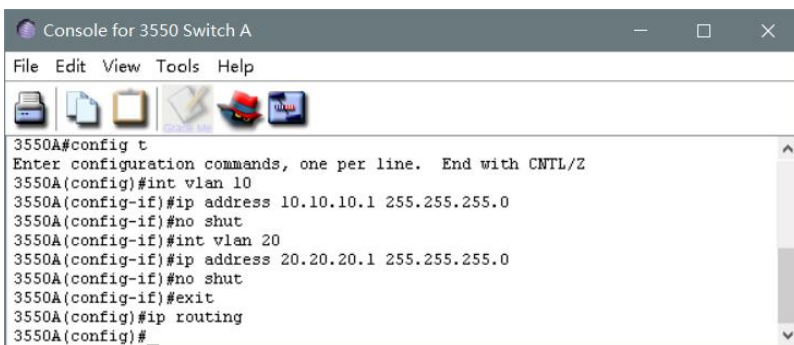 Console for 3550 Switch A
File Edit View Tools Help
Grade Me
3550A#config t
Enter configuration commands, one per line. End with CNTL/Z
3550A(config)#int vlan 10
3550A(config-if)#ip address 10.10.10.1 255.255.255.0
3550A(config-if)#no shut
3550A(config-if)#int vlan 20
3550A(config-if)#ip address 20.20.20.1 255.255.255.0
3550A(config-if)#no shut
3550A(config-if)#exit
3550A(config)#ip routing
3550A(config)#_